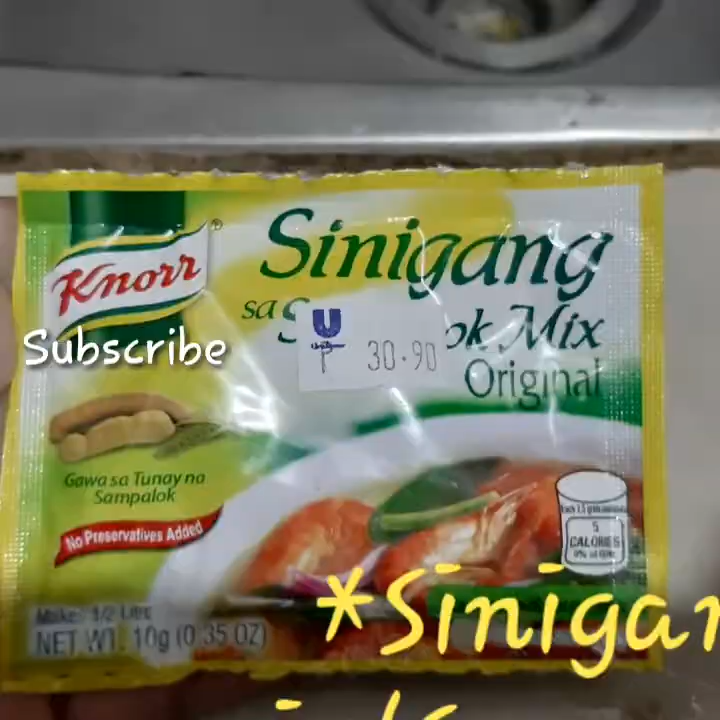 Knorr®
Sinigang
sa S ok Mix
Original
U
P 30.90
Subscribe
Gawa sa Tunay na
Sampalok
No Preservatives Added
5
CALORIES
Makes 1/2 Litre
NET WT. 10g (0.35 OZ)
*Sinigan